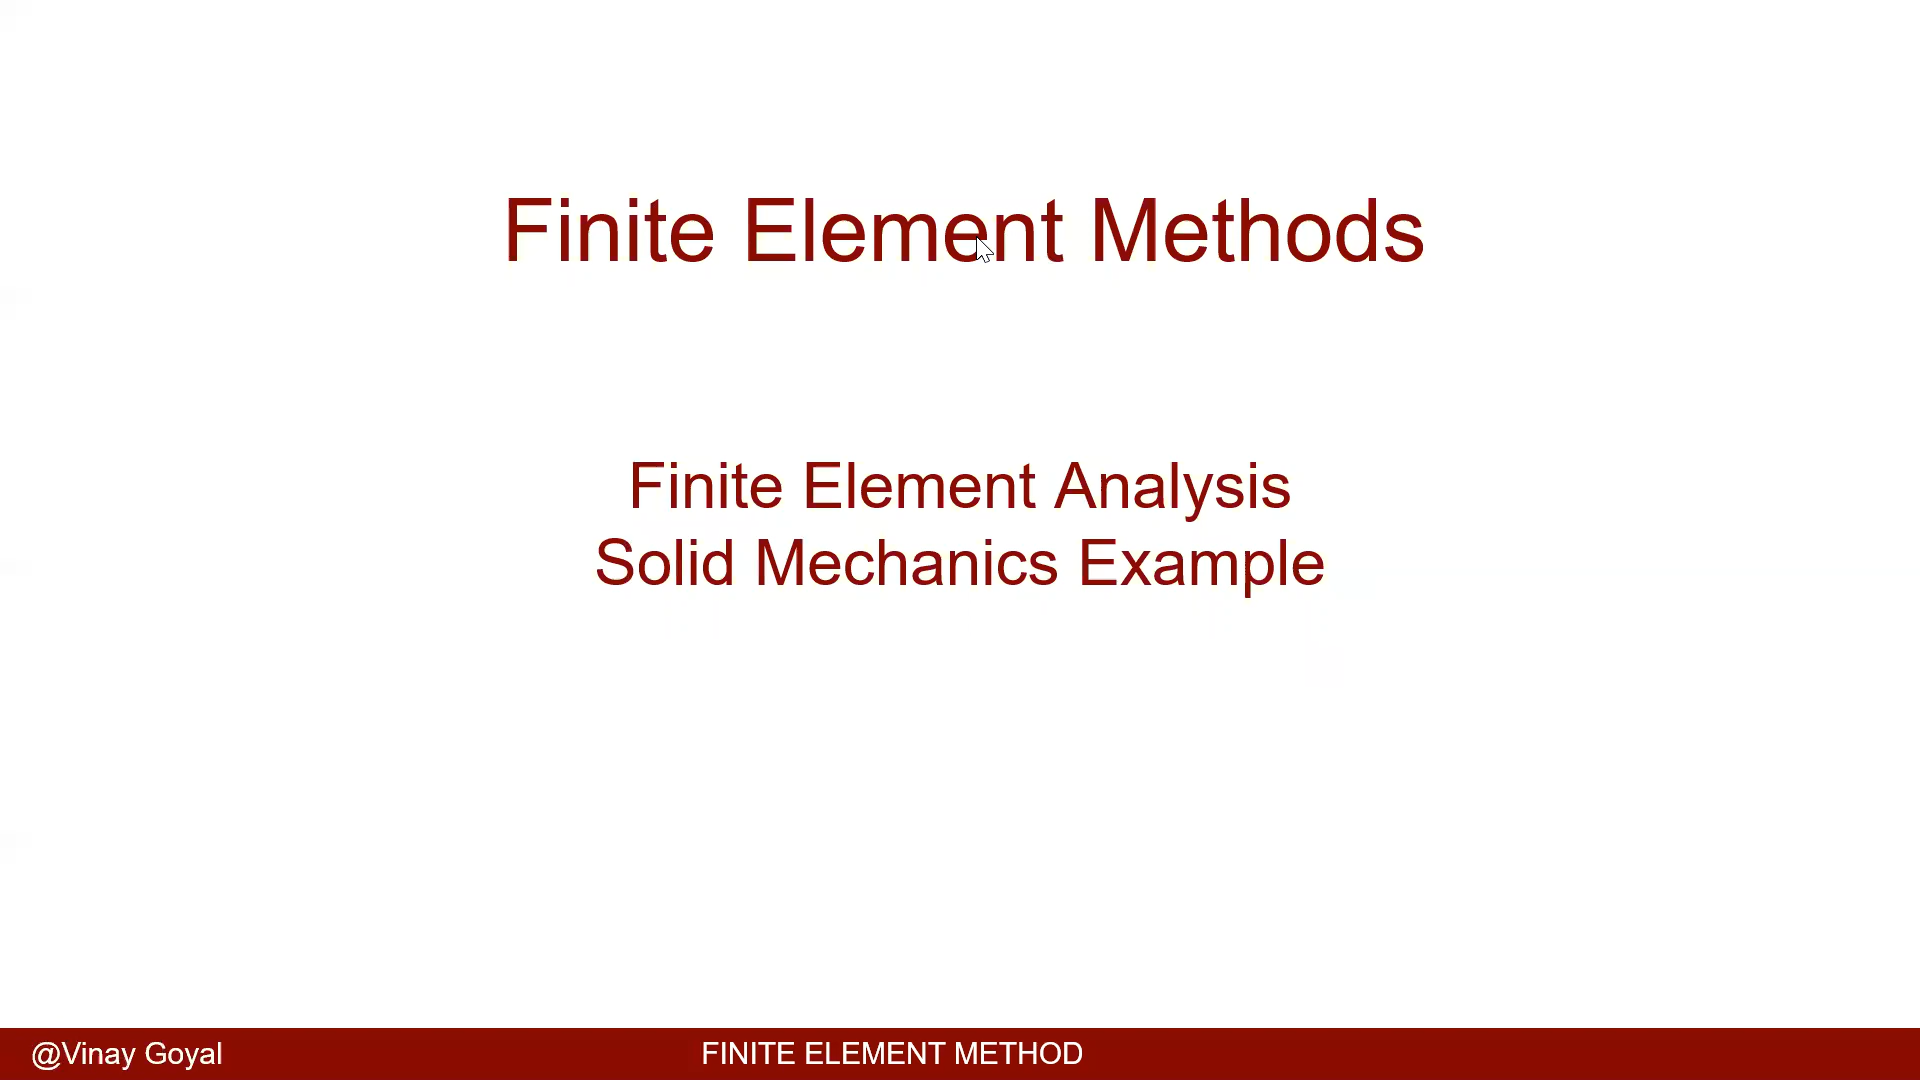 Finite Element Methods
Finite Element Analysis
Solid Mechanics Example
@Vinay Goyal
FINITE ELEMENT METHOD